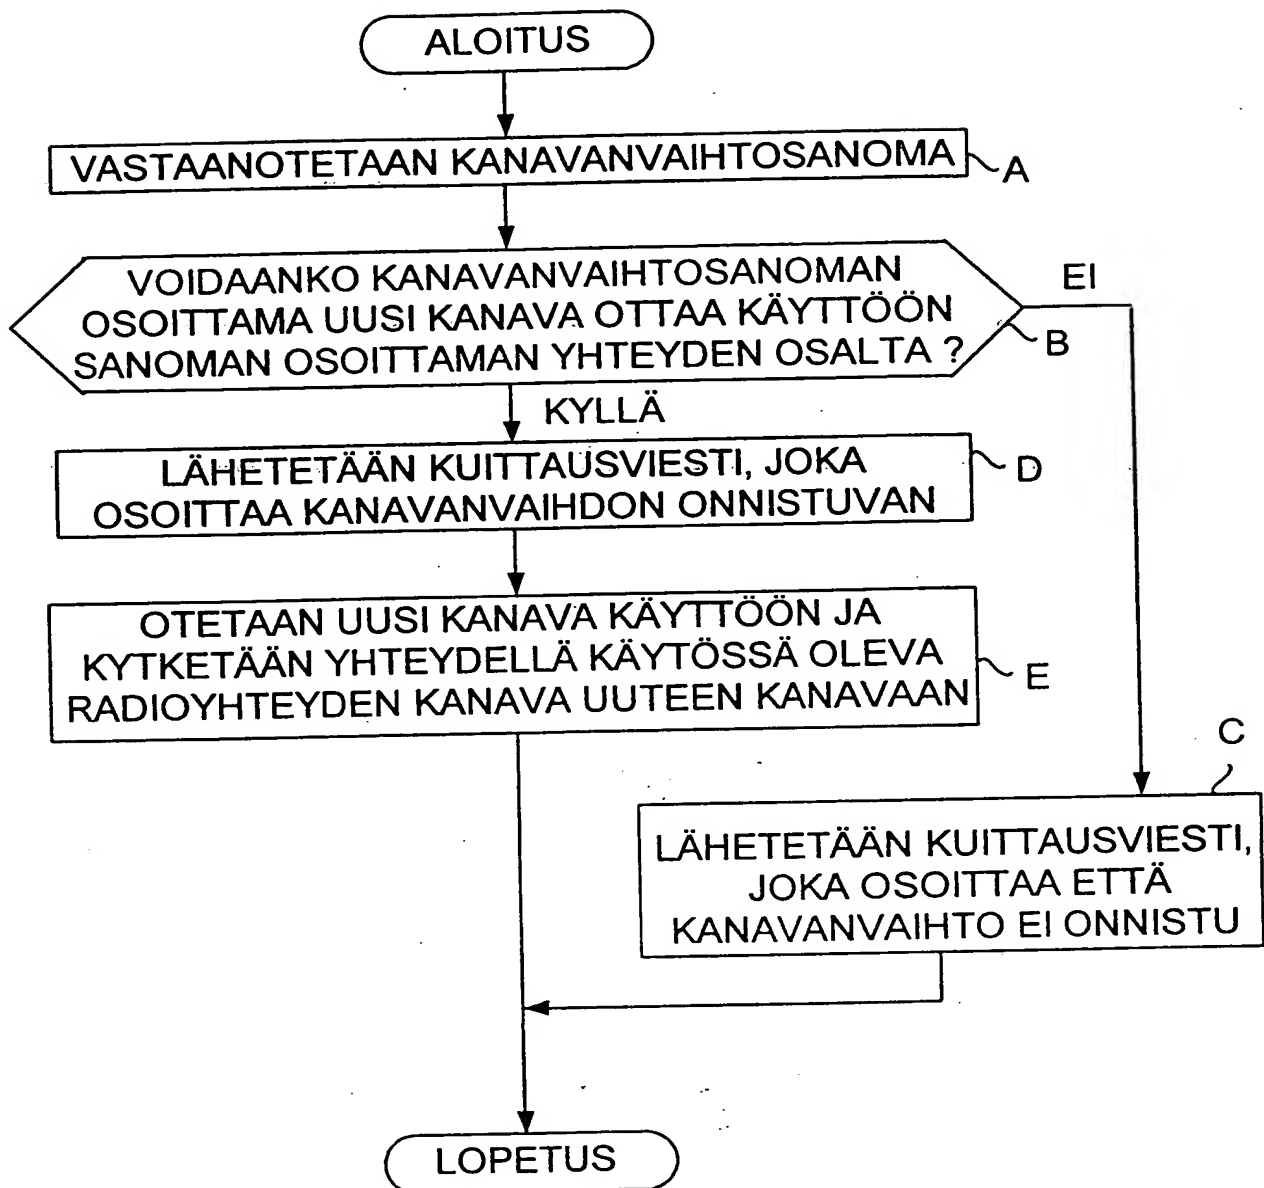 ALOITUS
VASTAANOTETAAN KANAVANVAIHTOSANOMA
A
VOIDAANKO KANAVANVAIHTOSANOMAN
OSOITTAMA UUSI KANAVA OTTAA KÄYTTÖÖN
SANOMAN OSOITTAMAN YHTEYDEN OSALTA ?
EI
B
KYLLÄ
LÄHETETÄÄN KUITTAUSVIESTI, JOKA
OSOITTAA KANAVANVAIHDON ONNISTUVAN
D
OTETAAN UUSI KANAVA KÄYTTÖÖN JA
KYTKETÄÄN YHTEYDELLÄ KÄYTÖSSÄ OLEVA
RADIOYHTEYDEN KANAVA UUTEEN KANAVAAN
E
C
LÄHETETÄÄN KUITTAUSVIESTI,
JOKA OSOITTAA ETTÄ
KANAVANVAIHTO EI ONNISTU
LOPETUS